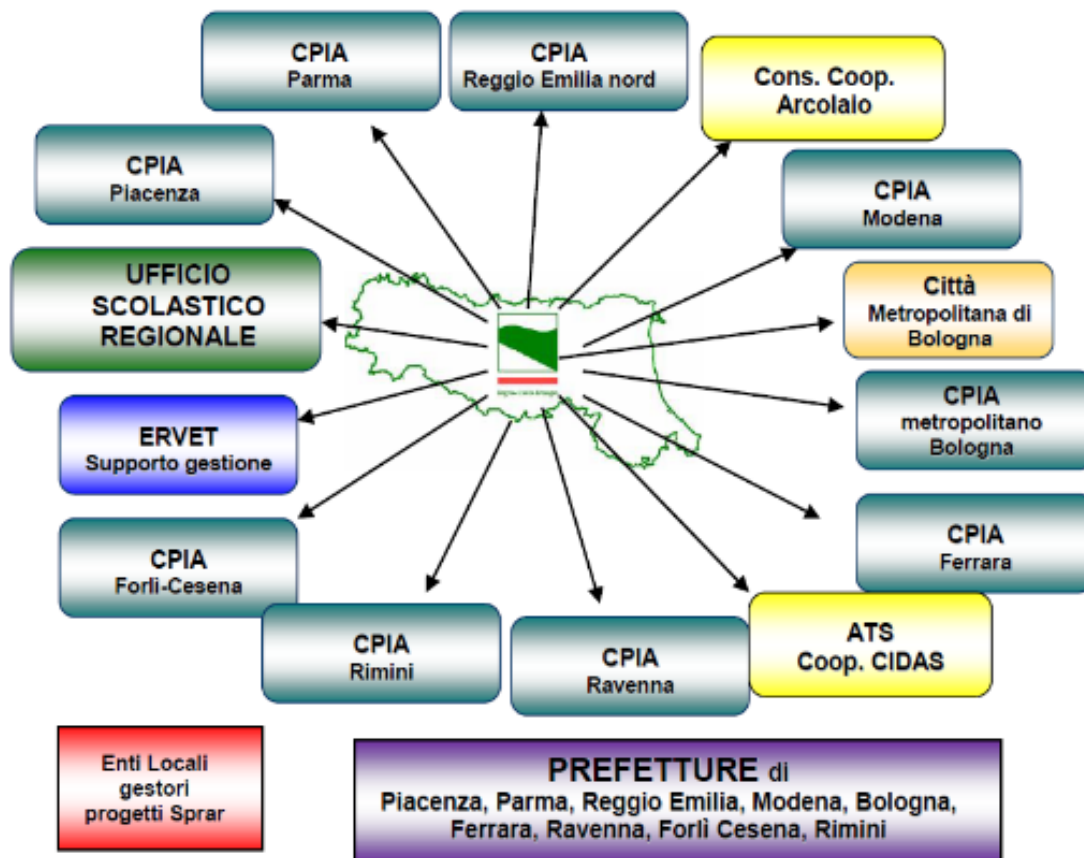 CPIA
Parma
CPIA
Reggio Emilia nord
Cons. Coop.
Arcolaio
CPIA
Piacenza
CPIA
Modena
UFFICIO
SCOLASTICO
REGIONALE
Città
Metropolitana di
Bologna
CPIA
metropolitano
Bologna
ERVET
Supporto gestione
CPIA
Ferrara
CPIA
Forlì-Cesena
ATS
Coop. CIDAS
CPIA
Rimini
CPIA
Ravenna
Enti Locali
gestori
progetti Sprar
PREFETTURE di
Piacenza, Parma, Reggio Emilia, Modena, Bologna,
Ferrara, Ravenna, Forlì Cesena, Rimini